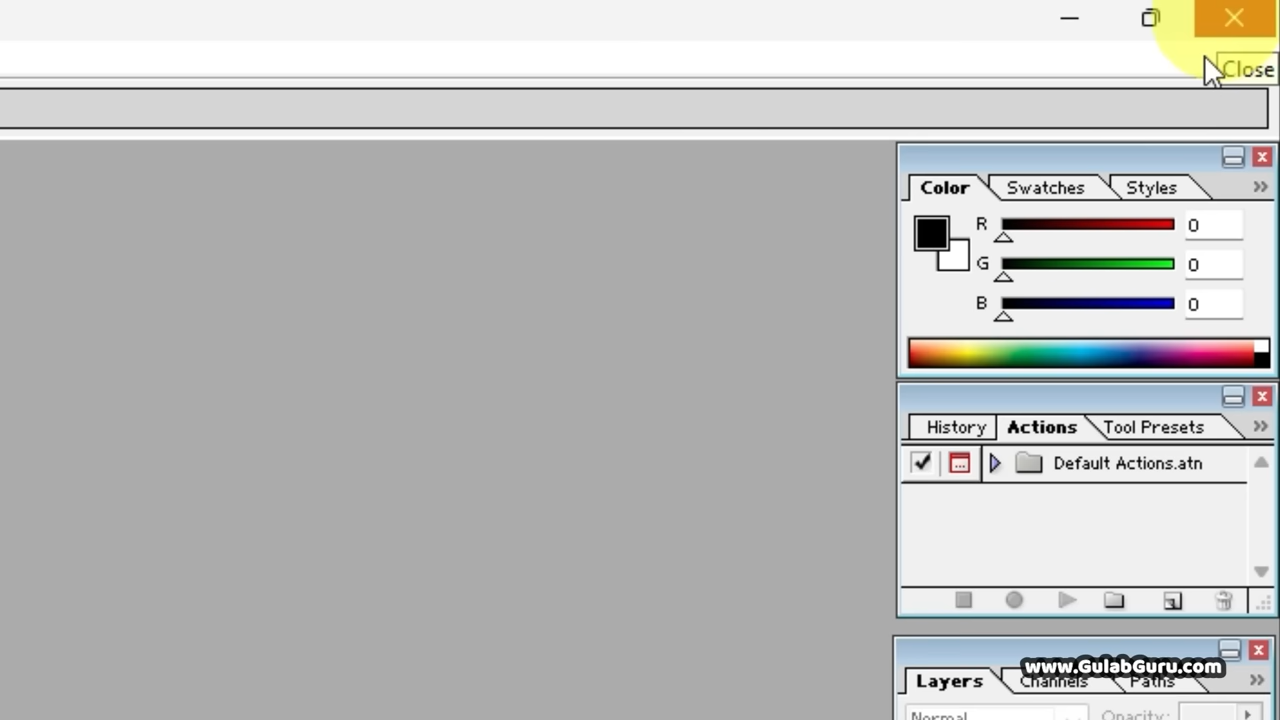 Close
Color Swatches Styles
R 0
G 0
B 0
History Actions Tool Presets
Default Actions.atn
www.GulabGuru.com
Layers Channels Paths
Normal Opacity: